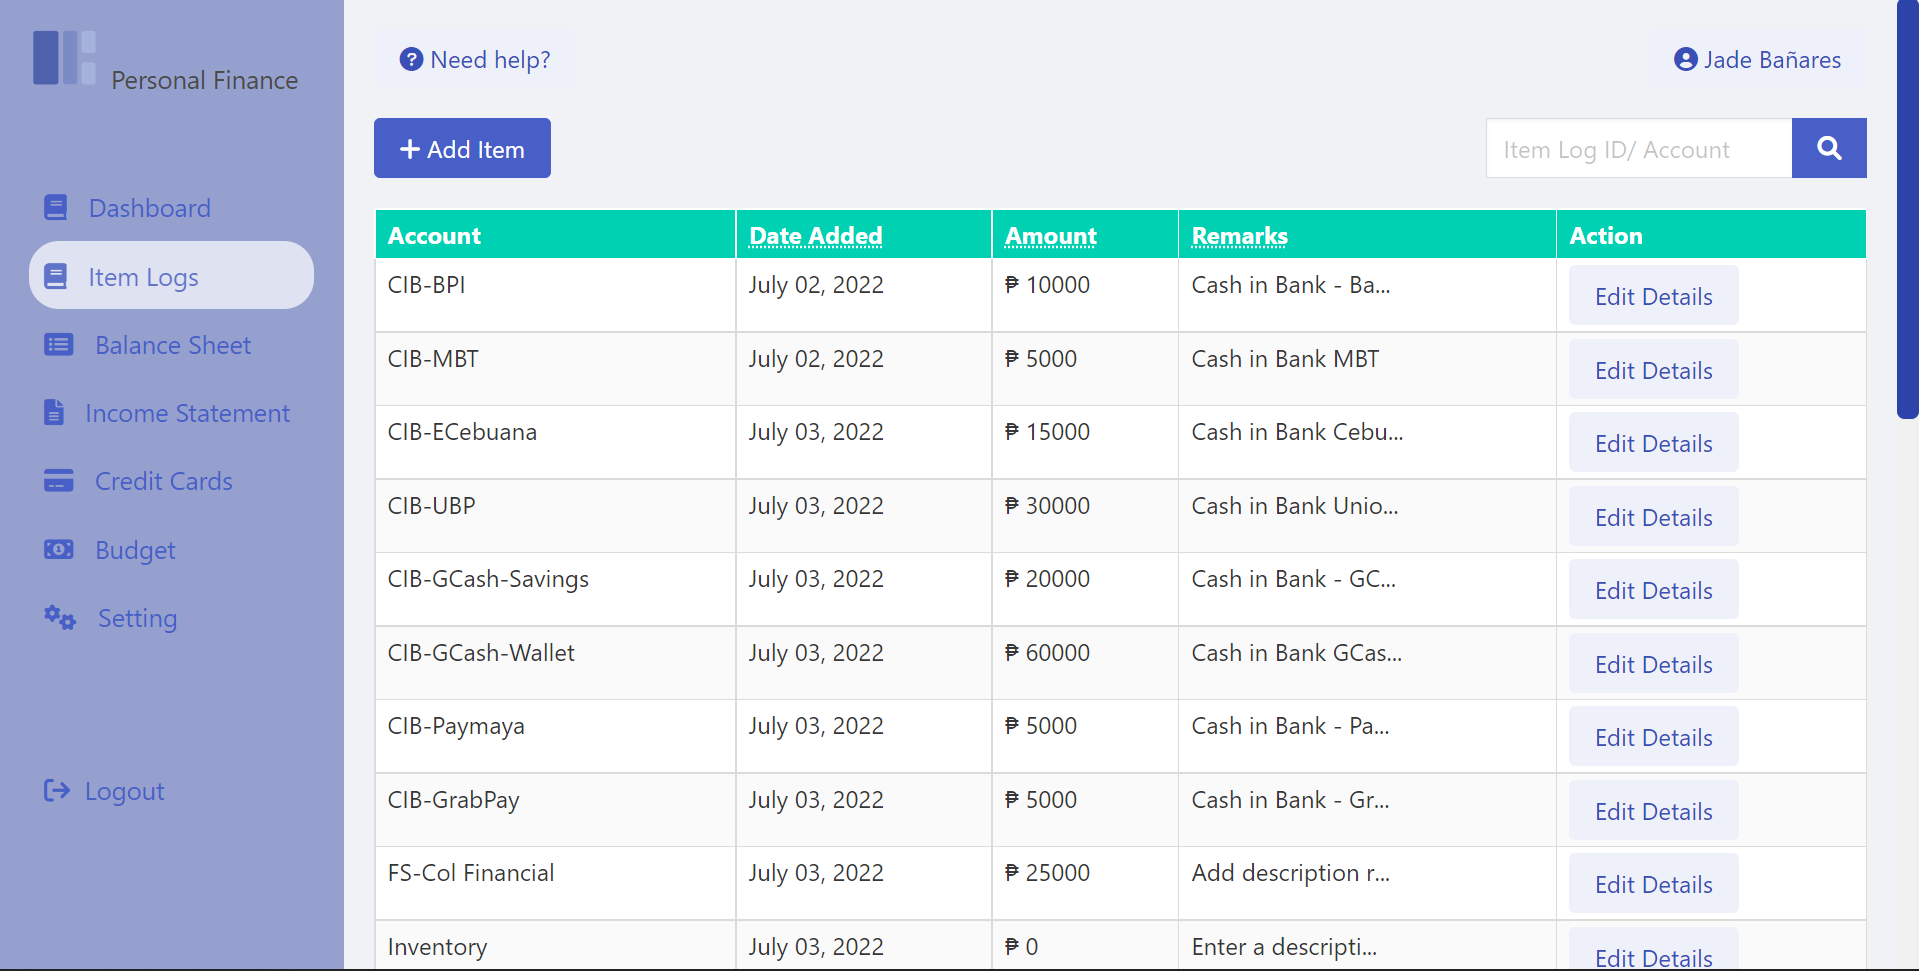 Personal Finance
Need help?
Jade Bañares
Add Item
Item Log ID/ Account
Dashboard
Item Logs
Balance Sheet
Income Statement
Credit Cards
Budget
Setting
Logout
Account Date Added Amount Remarks Action
CIB-BPI July 02, 2022 ₱ 10000 Cash in Bank - Ba... Edit Details
CIB-MBT July 02, 2022 ₱ 5000 Cash in Bank MBT Edit Details
CIB-ECebuana July 03, 2022 ₱ 15000 Cash in Bank Cebu... Edit Details
CIB-UBP July 03, 2022 ₱ 30000 Cash in Bank Unio... Edit Details
CIB-GCash-Savings July 03, 2022 ₱ 20000 Cash in Bank - GC... Edit Details
CIB-GCash-Wallet July 03, 2022 ₱ 60000 Cash in Bank GCas... Edit Details
CIB-Paymaya July 03, 2022 ₱ 5000 Cash in Bank - Pa... Edit Details
CIB-GrabPay July 03, 2022 ₱ 5000 Cash in Bank - Gr... Edit Details
FS-Col Financial July 03, 2022 ₱ 25000 Add description r... Edit Details
Inventory July 03, 2022 ₱ 0 Enter a descripti... Edit Details